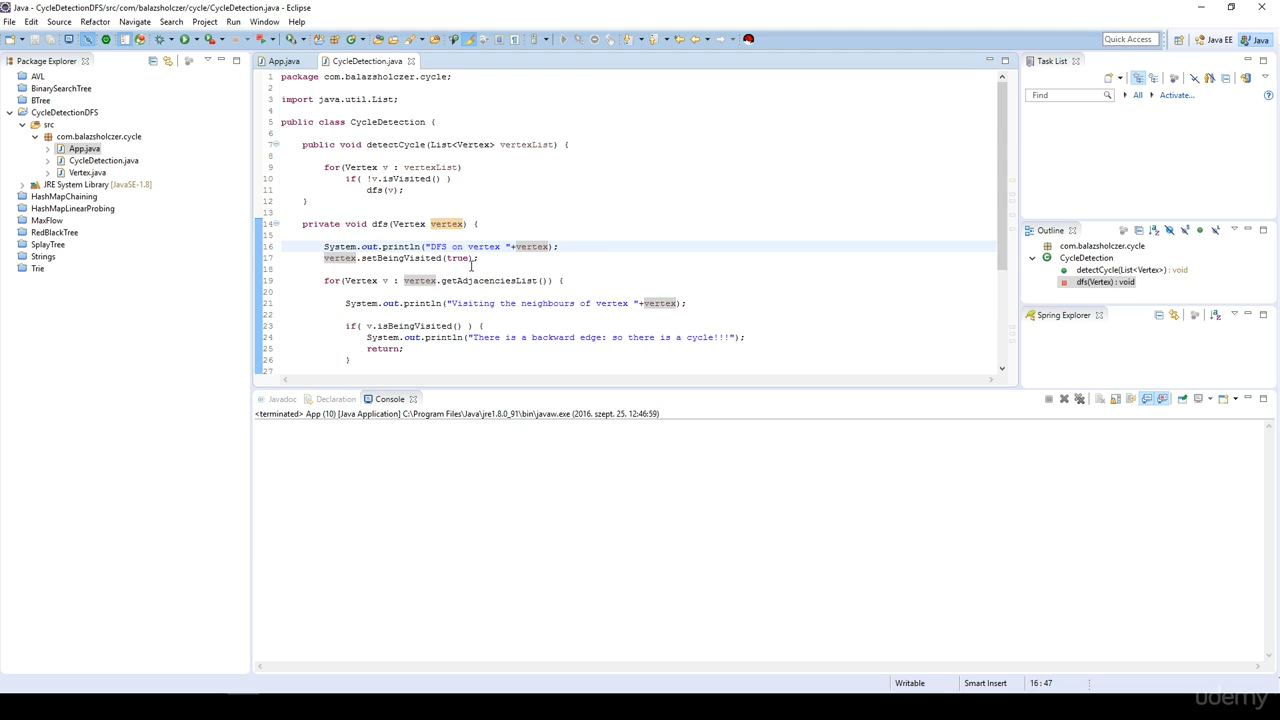 Java - CycleDetectionDFS/src/com/balazsholczer/cycle/CycleDetection.java - Eclipse
File Edit Source Refactor Navigate Search Project Run Window Help
Quick Access
Java EE
Java
Package Explorer
AVL
BinarySearchTree
BTree
CycleDetectionDFS
src
com.balazsholczer.cycle
App.java
CycleDetection.java
Vertex.java
JRE System Library [JavaSE-1.8]
HashMapChaining
HashMapLinearProbing
MaxFlow
RedBlackTree
SplayTree
Strings
Trie
App.java
CycleDetection.java
1 package com.balazsholczer.cycle;
2
3 import java.util.List;
4
5 public class CycleDetection {
6
7 public void detectCycle(List<Vertex> vertexList) {
8
9 for(Vertex v : vertexList)
10 if( !v.isVisited() )
11 dfs(v);
12 }
13
14 private void dfs(Vertex vertex) {
15
16 System.out.println("DFS on vertex "+vertex);
17 vertex.setBeingVisited(true);
18
19 for(Vertex v : vertex.getAdjacenciesList()) {
20
21 System.out.println("Visiting the neighbours of vertex "+vertex);
22
23 if( v.isBeingVisited() ) {
24 System.out.println("There is a backward edge: so there is a cycle!!!");
25 return;
26 }
27
Task List
Find
All
Activate...
Outline
com.balazsholczer.cycle
CycleDetection
detectCycle(List<Vertex>) : void
dfs(Vertex) : void
Spring Explorer
Javadoc
Declaration
Console
<terminated> App (10) [Java Application] C:\Program Files\Java\jre1.8.0_91\bin\javaw.exe (2016. szept. 25. 12:46:59)
Writable
Smart Insert
16 : 47
udemy